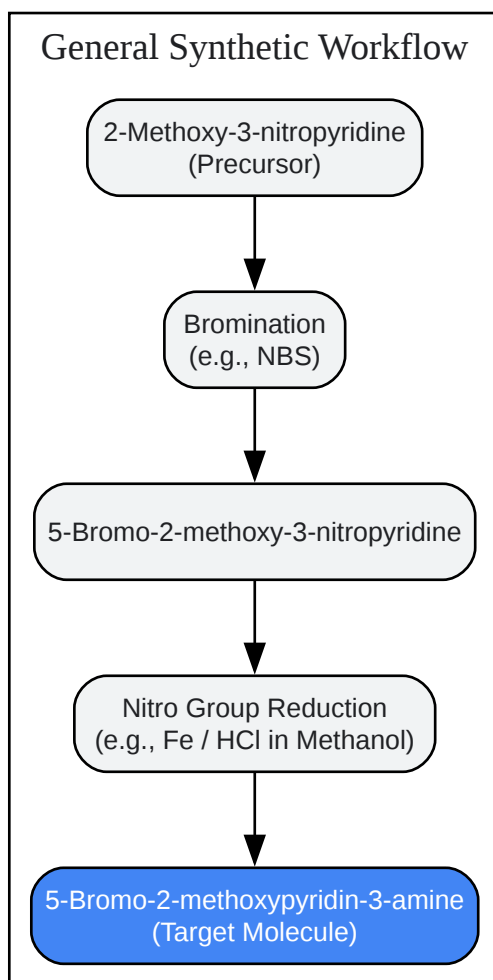 General Synthetic Workflow
2-Methoxy-3-nitropyridine
(Precursor)
Bromination
(e.g., NBS)
5-Bromo-2-methoxy-3-nitropyridine
Nitro Group Reduction
(e.g., Fe / HCl in Methanol)
5-Bromo-2-methoxypyridin-3-amine
(Target Molecule)